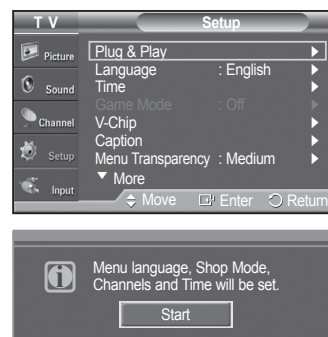 T V Setup
Picture
Sound
Channel
Setup
Input
Plug & Play
Language : English
Time
Game Mode : Off
V-Chip
Caption
Menu Transparency : Medium
▼ More
Move Enter Return
Menu language, Shop Mode,
Channels and Time will be set.
Start